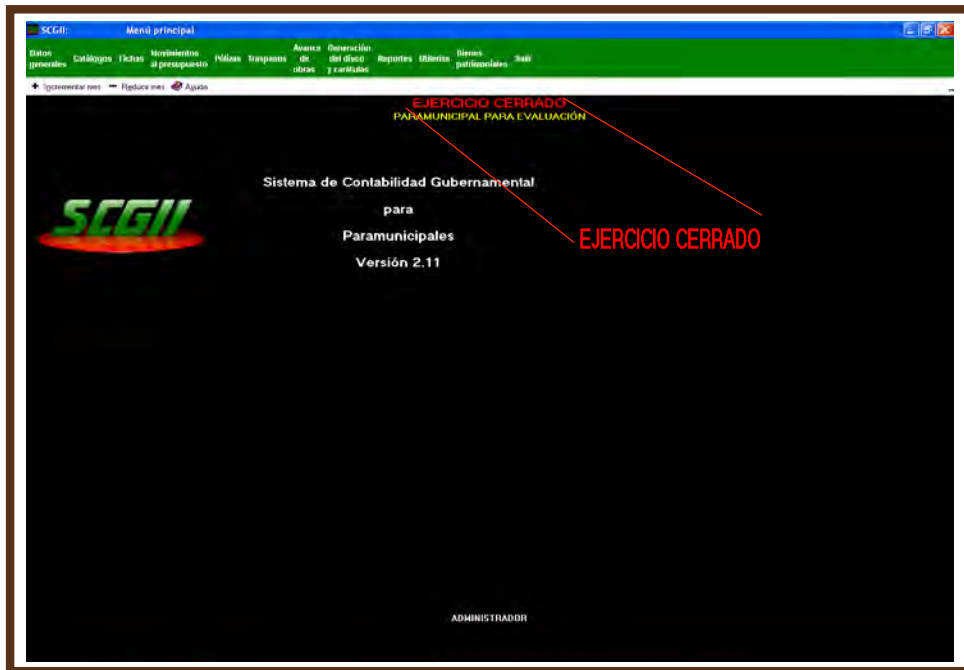 SCGII: Menú principal
Datos generales Catálogos Fichas Movimientos al presupuesto Pólizas Traspasos Avance de obras Generación del disco y carátulas Reportes Utilerías Bienes patrimoniales Salir
Incrementar mes Reduce mes Ayuda
EJERCICIO CERRADO
PARAMUNICIPAL PARA EVALUACIÓN
Sistema de Contabilidad Gubernamental
para
Paramunicipales
Versión 2.11
SCGII
EJERCICIO CERRADO
ADMINISTRADOR